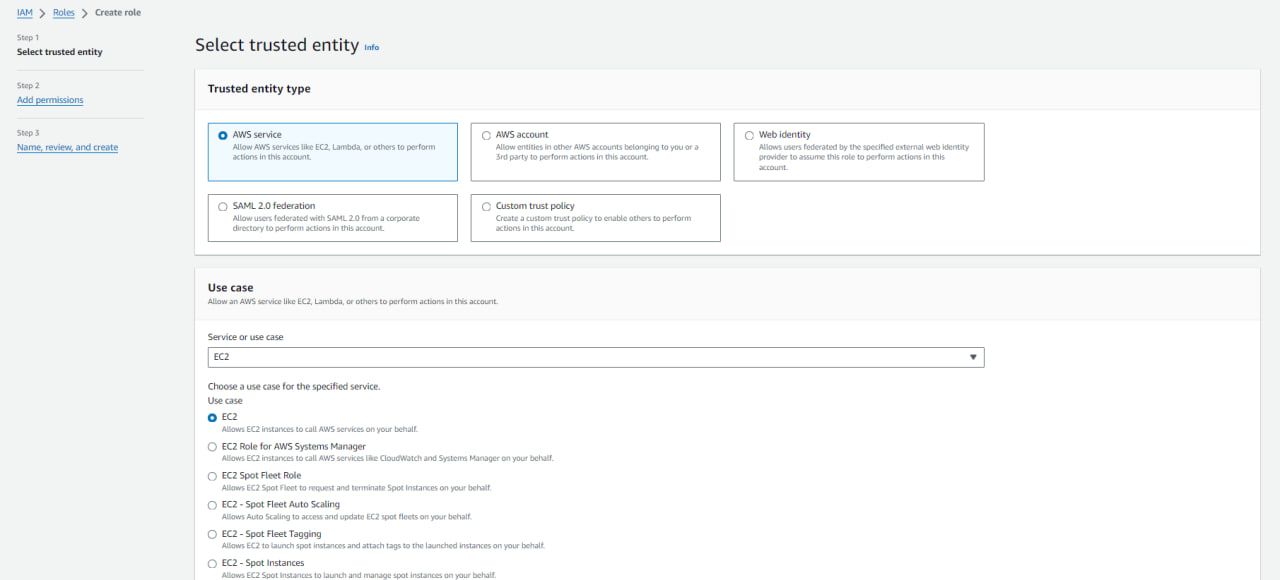 IAM > Roles > Create role
Step 1
Select trusted entity
Step 2
Add permissions
Step 3
Name, review, and create
Select trusted entity Info
Trusted entity type
AWS service
Allow AWS services like EC2, Lambda, or others to perform
actions in this account.
AWS account
Allow entities in other AWS accounts belonging to you or a
3rd party to perform actions in this account.
Web identity
Allows users federated by the specified external web identity
provider to assume this role to perform actions in this
account.
SAML 2.0 federation
Allow users federated with SAML 2.0 from a corporate
directory to perform actions in this account.
Custom trust policy
Create a custom trust policy to enable others to perform
actions in this account.
Use case
Allow an AWS service like EC2, Lambda, or others to perform actions in this account.
Service or use case
EC2
Choose a use case for the specified service.
Use case
EC2
Allows EC2 instances to call AWS services on your behalf.
EC2 Role for AWS Systems Manager
Allows EC2 instances to call AWS services like CloudWatch and Systems Manager on your behalf.
EC2 Spot Fleet Role
Allows EC2 Spot Fleet to request and terminate Spot Instances on your behalf.
EC2 - Spot Fleet Auto Scaling
Allows Auto Scaling to access and update EC2 spot fleets on your behalf.
EC2 - Spot Fleet Tagging
Allows EC2 to launch spot instances and attach tags to the launched instances on your behalf.
EC2 - Spot Instances
Allows EC2 Spot Instances to launch and manage spot instances on your behalf.